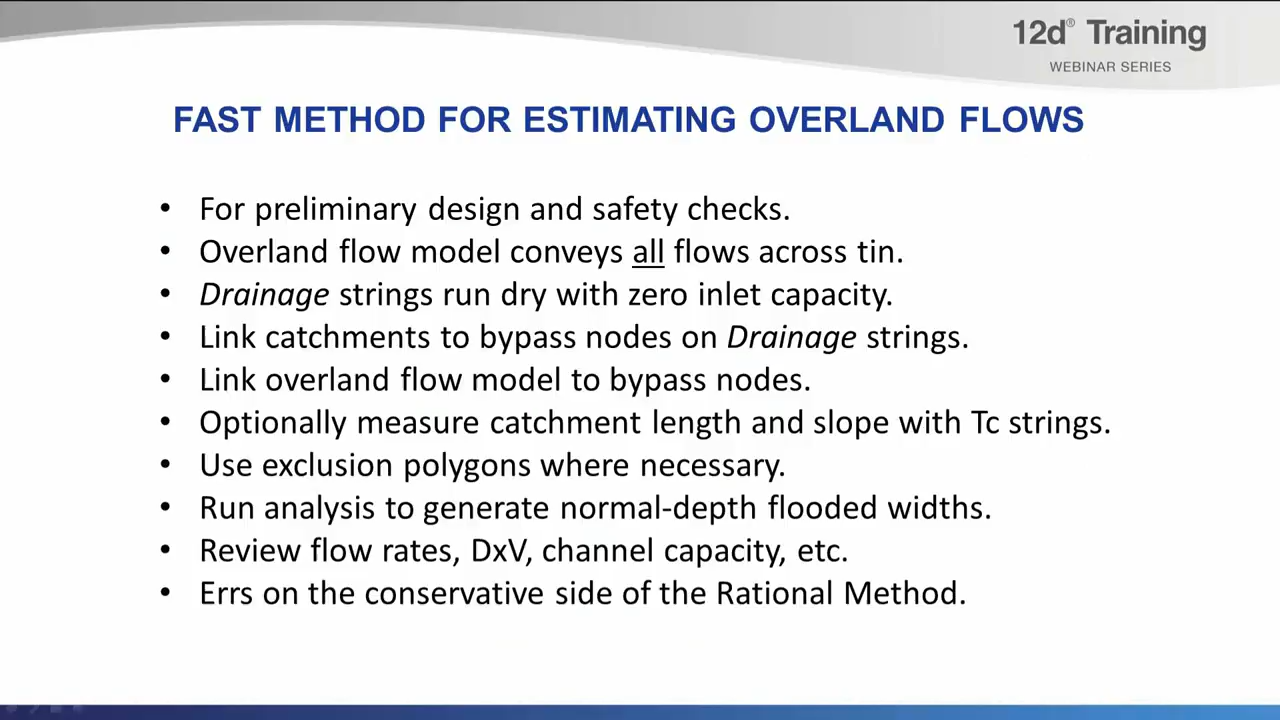 12d® Training
WEBINAR SERIES
FAST METHOD FOR ESTIMATING OVERLAND FLOWS
• For preliminary design and safety checks.
• Overland flow model conveys all flows across tin.
• Drainage strings run dry with zero inlet capacity.
• Link catchments to bypass nodes on Drainage strings.
• Link overland flow model to bypass nodes.
• Optionally measure catchment length and slope with Tc strings.
• Use exclusion polygons where necessary.
• Run analysis to generate normal-depth flooded widths.
• Review flow rates, DxV, channel capacity, etc.
• Errs on the conservative side of the Rational Method.